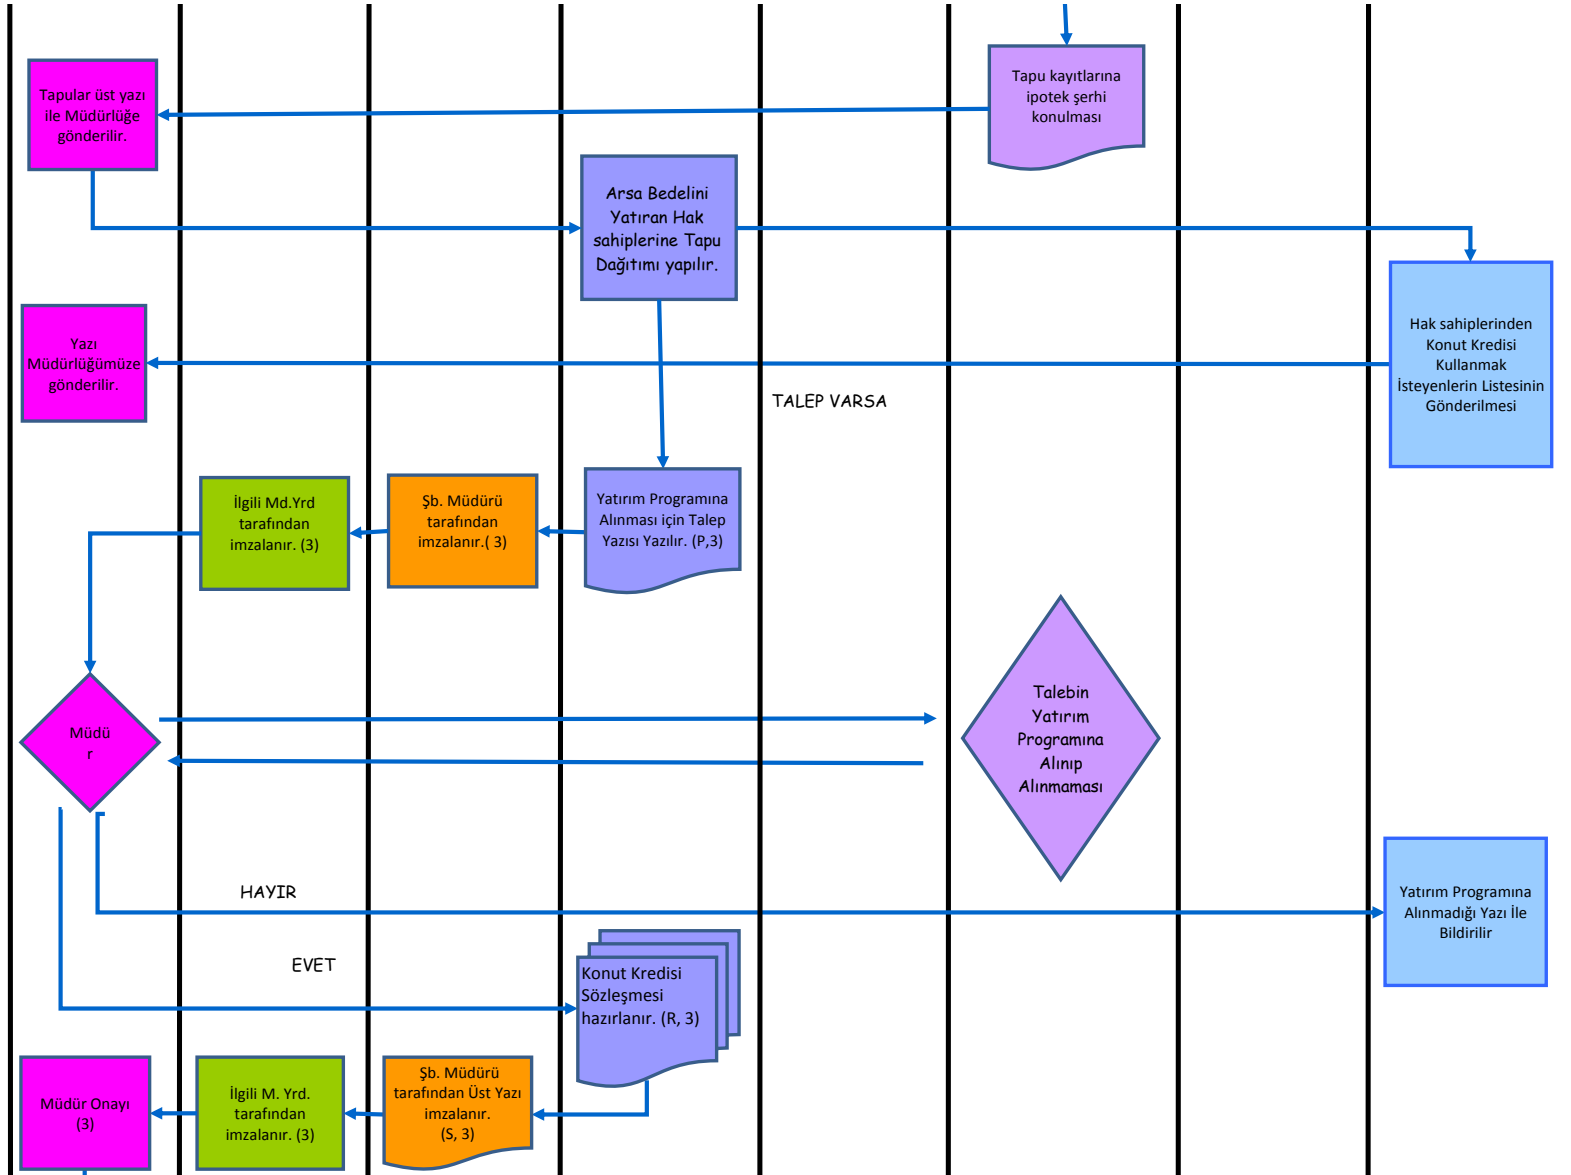 Tapu kayıtlarına
ipotek şerhi
konulması
Tapular üst yazı
ile Müdürlüğe
gönderilir.
Arsa Bedelini
Yatıran Hak
sahiplerine Tapu
Dağıtımı yapılır.
Hak sahiplerinden
Konut Kredisi
Kullanmak
İsteyenlerin Listesinin
Gönderilmesi
Yazı
Müdürlüğümüze
gönderilir.
TALEP VARSA
Yatırım Programına
Alınması için Talep
Yazısı Yazılır. (P,3)
Şb. Müdürü
tarafından
imzalanır.( 3)
İlgili Md.Yrd
tarafından
imzalanır. (3)
Müdü
r
Talebin
Yatırım
Programına
Alınıp
Alınmaması
HAYIR
Yatırım Programına
Alınmadığı Yazı İle
Bildirilir
EVET
Konut Kredisi
Sözleşmesi
hazırlanır. (R, 3)
Şb. Müdürü
tarafından Üst Yazı
imzalanır.
(S, 3)
İlgili M. Yrd.
tarafından
imzalanır. (3)
Müdür Onayı
(3)